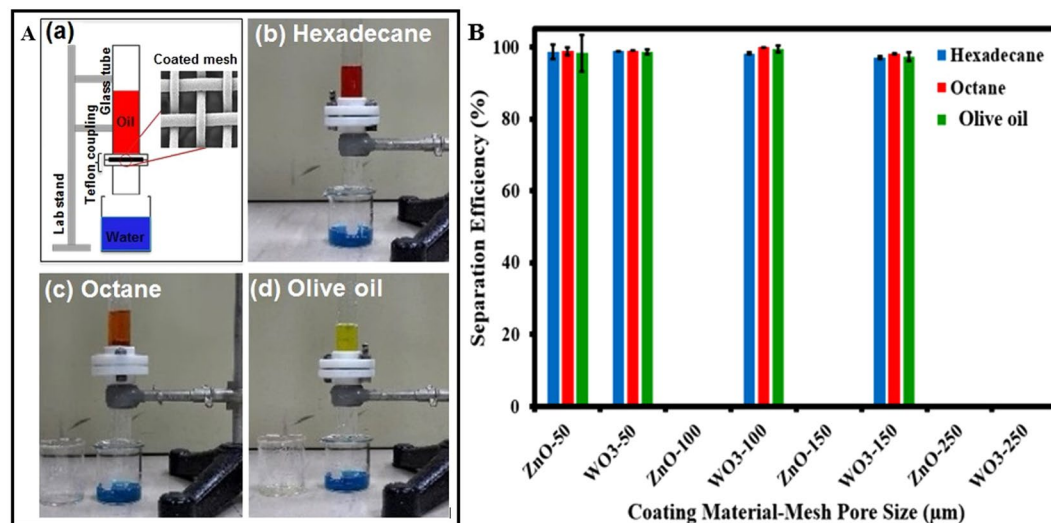 A
(a)
Glass tube
Coated mesh
Oil
Teflon coupling
Lab stand
Water
(b) Hexadecane
(c) Octane
(d) Olive oil
B
Separation Efficiency (%)
100
80
60
40
20
0
Hexadecane
Octane
Olive oil
ZnO-50
WO3-50
ZnO-100
WO3-100
ZnO-150
WO3-150
ZnO-250
WO3-250
Coating Material-Mesh Pore Size (μm)